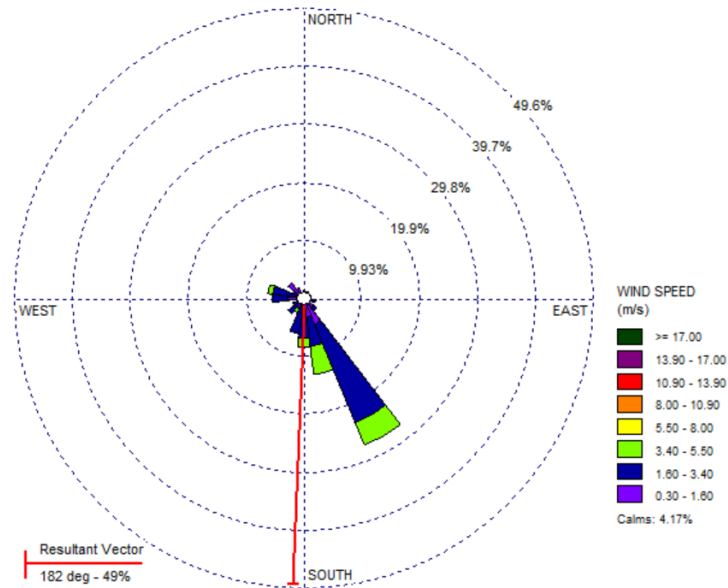 NORTH
49.6%
39.7%
29.8%
19.9%
9.93%
WEST
EAST
SOUTH
WIND SPEED
(m/s)
>= 17.00
13.90 - 17.00
10.90 - 13.90
8.00 - 10.90
5.50 - 8.00
3.40 - 5.50
1.60 - 3.40
0.30 - 1.60
Calms: 4.17%
Resultant Vector
182 deg - 49%